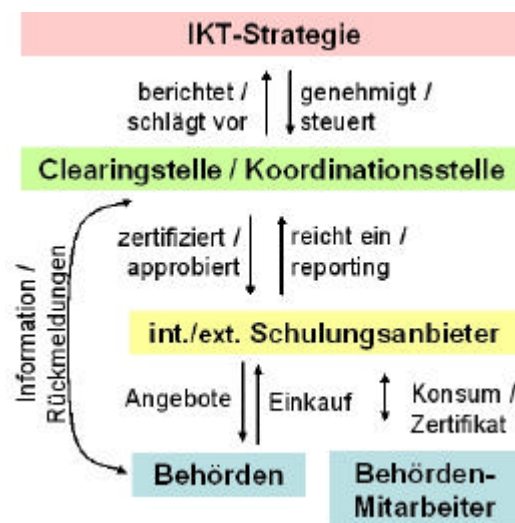 IKT-Strategie
berichtet /
schlägt vor
genehmigt /
steuert
Clearingstelle / Koordinationsstelle
zertifiziert /
approbiert
reicht ein /
reporting
Information /
Rückmeldungen
int./ext. Schulungsanbieter
Angebote
Einkauf
Konsum /
Zertifikat
Behörden
Behörden-
Mitarbeiter